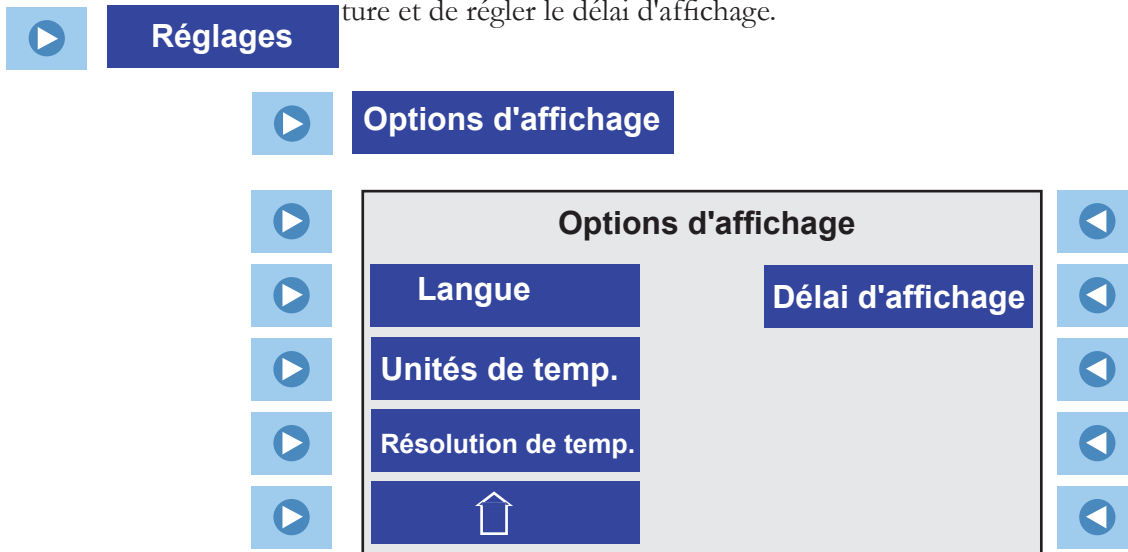 ture et de régler le délai d'affichage.
Réglages
Options d'affichage
Options d'affichage
Langue
Délai d'affichage
Unités de temp.
Résolution de temp.